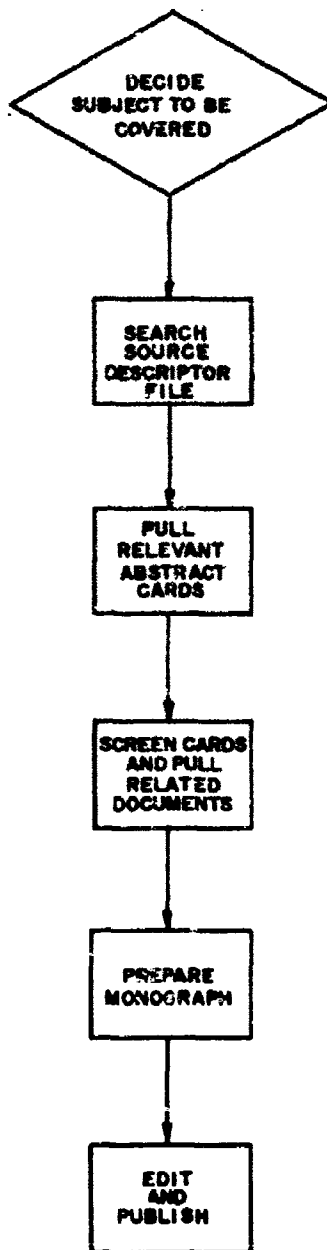 DECIDE
SUBJECT TO BE
COVERED
SEARCH
SOURCE
DESCRIPTOR
FILE
PULL
RELEVANT
ABSTRACT
CARDS
SCREEN CARDS
AND PULL
RELATED
DOCUMENTS
PREPARE
MONOGRAPH
EDIT
AND
PUBLISH